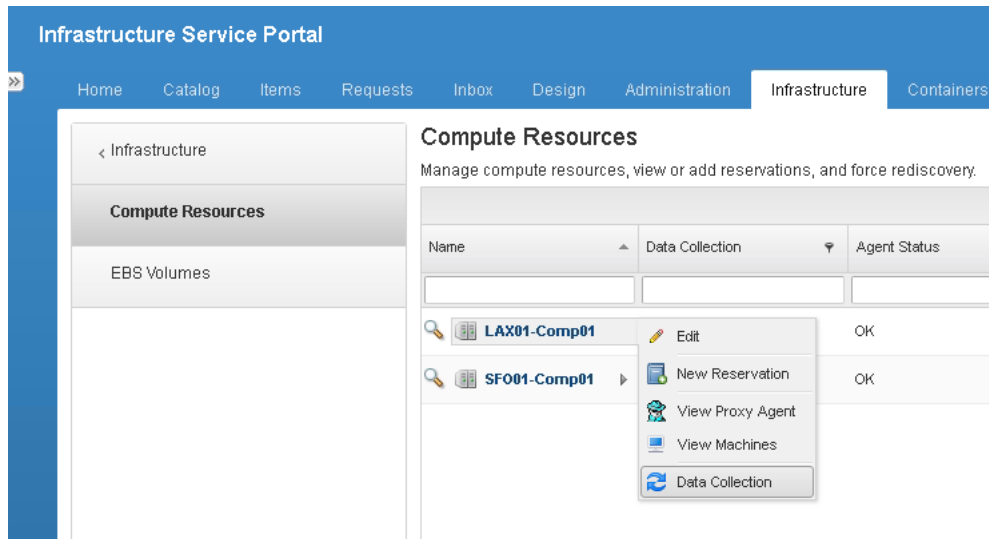 Infrastructure Service Portal
Home Catalog Items Requests Inbox Design Administration Infrastructure Containers
< Infrastructure
Compute Resources
EBS Volumes
Compute Resources
Manage compute resources, view or add reservations, and force rediscovery.
Name Data Collection Agent Status
LAX01-Comp01 OK
SFO01-Comp01 OK
Edit
New Reservation
View Proxy Agent
View Machines
Data Collection